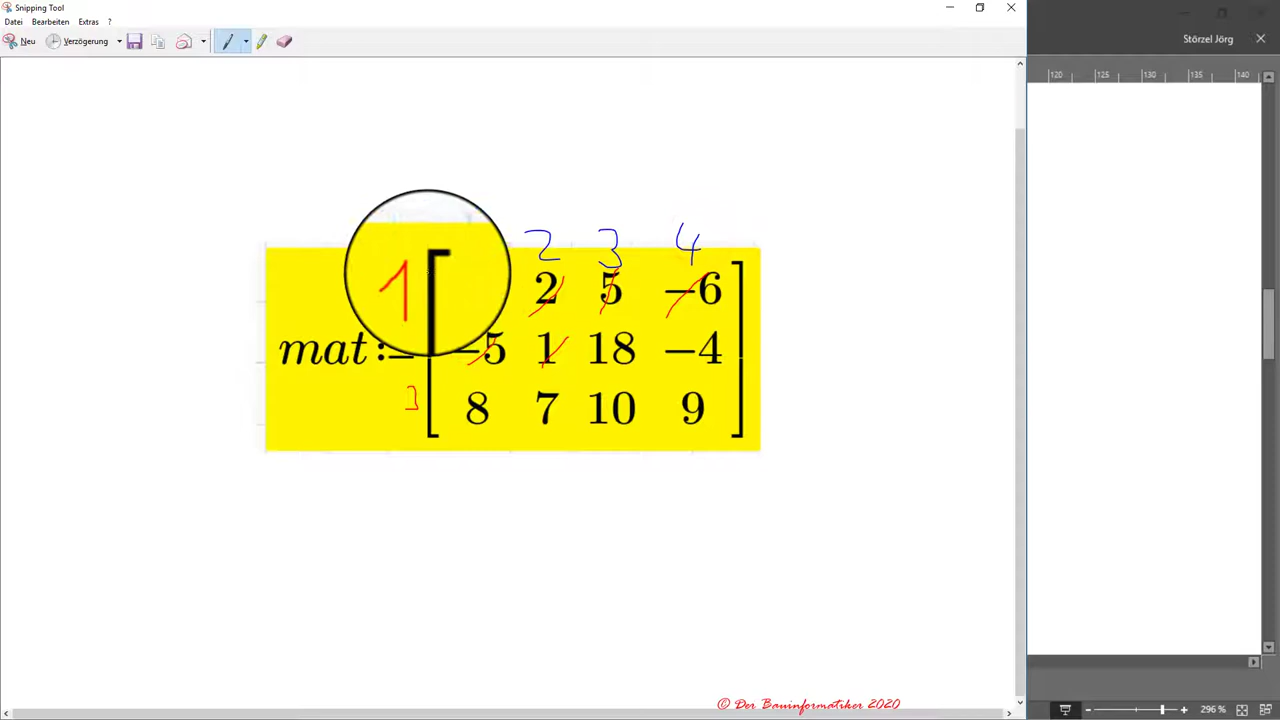 Snipping Tool
Datei Bearbeiten Extras
Neu Verzögerung
Störzel Jörg
120 125 130 135 140
2 3 4
1 2 5 −6
mat := −5 1 18 −4
3 8 7 10 9
© Der Bauinformatiker 2020
296 %